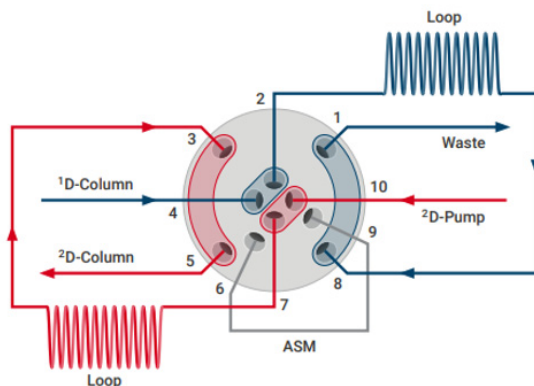 Loop
2
1
3
Waste
¹D-Column
10
4
²D-Pump
9
²D-Column
5
8
6
7
ASM
Loop